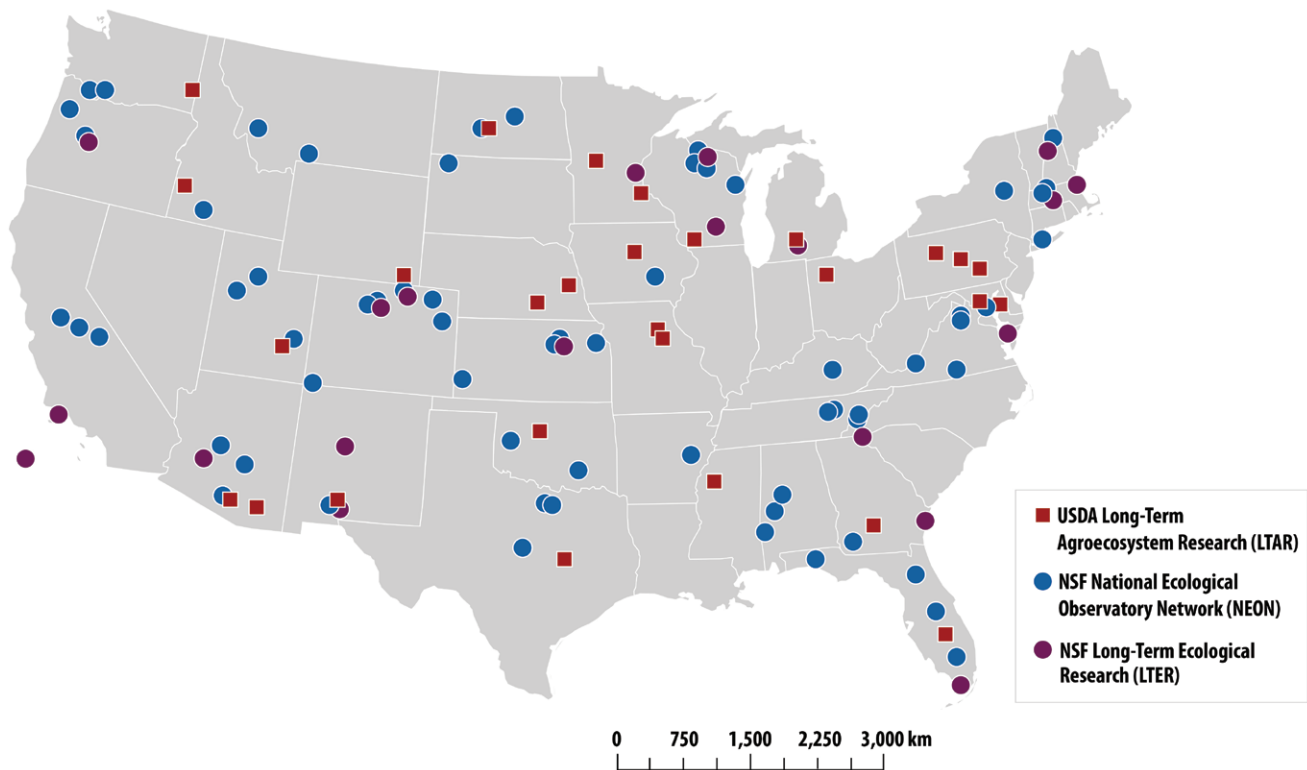 USDA Long-Term
Agroecosystem Research (LTAR)
NSF National Ecological
Observatory Network (NEON)
NSF Long-Term Ecological
Research (LTER)
0 750 1,500 2,250 3,000 km